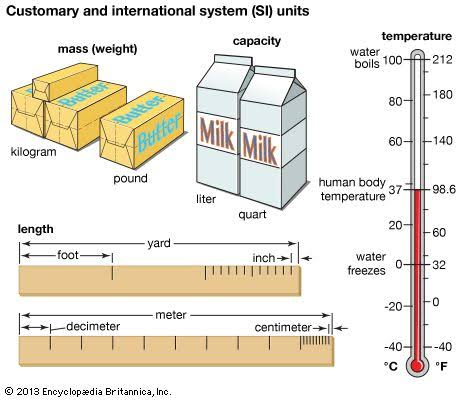 Customary and international system (SI) units
mass (weight)
Butter
Butter
Butter
kilogram
pound
capacity
Milk
Milk
liter
quart
length
yard
foot
inch
meter
decimeter
centimeter
temperature
water
boils
100
212
80
180
60
140
human body
temperature
37
98.6
20
60
water
freezes
0
32
-20
0
-40
-40
°C
°F
© 2013 Encyclopædia Britannica, Inc.